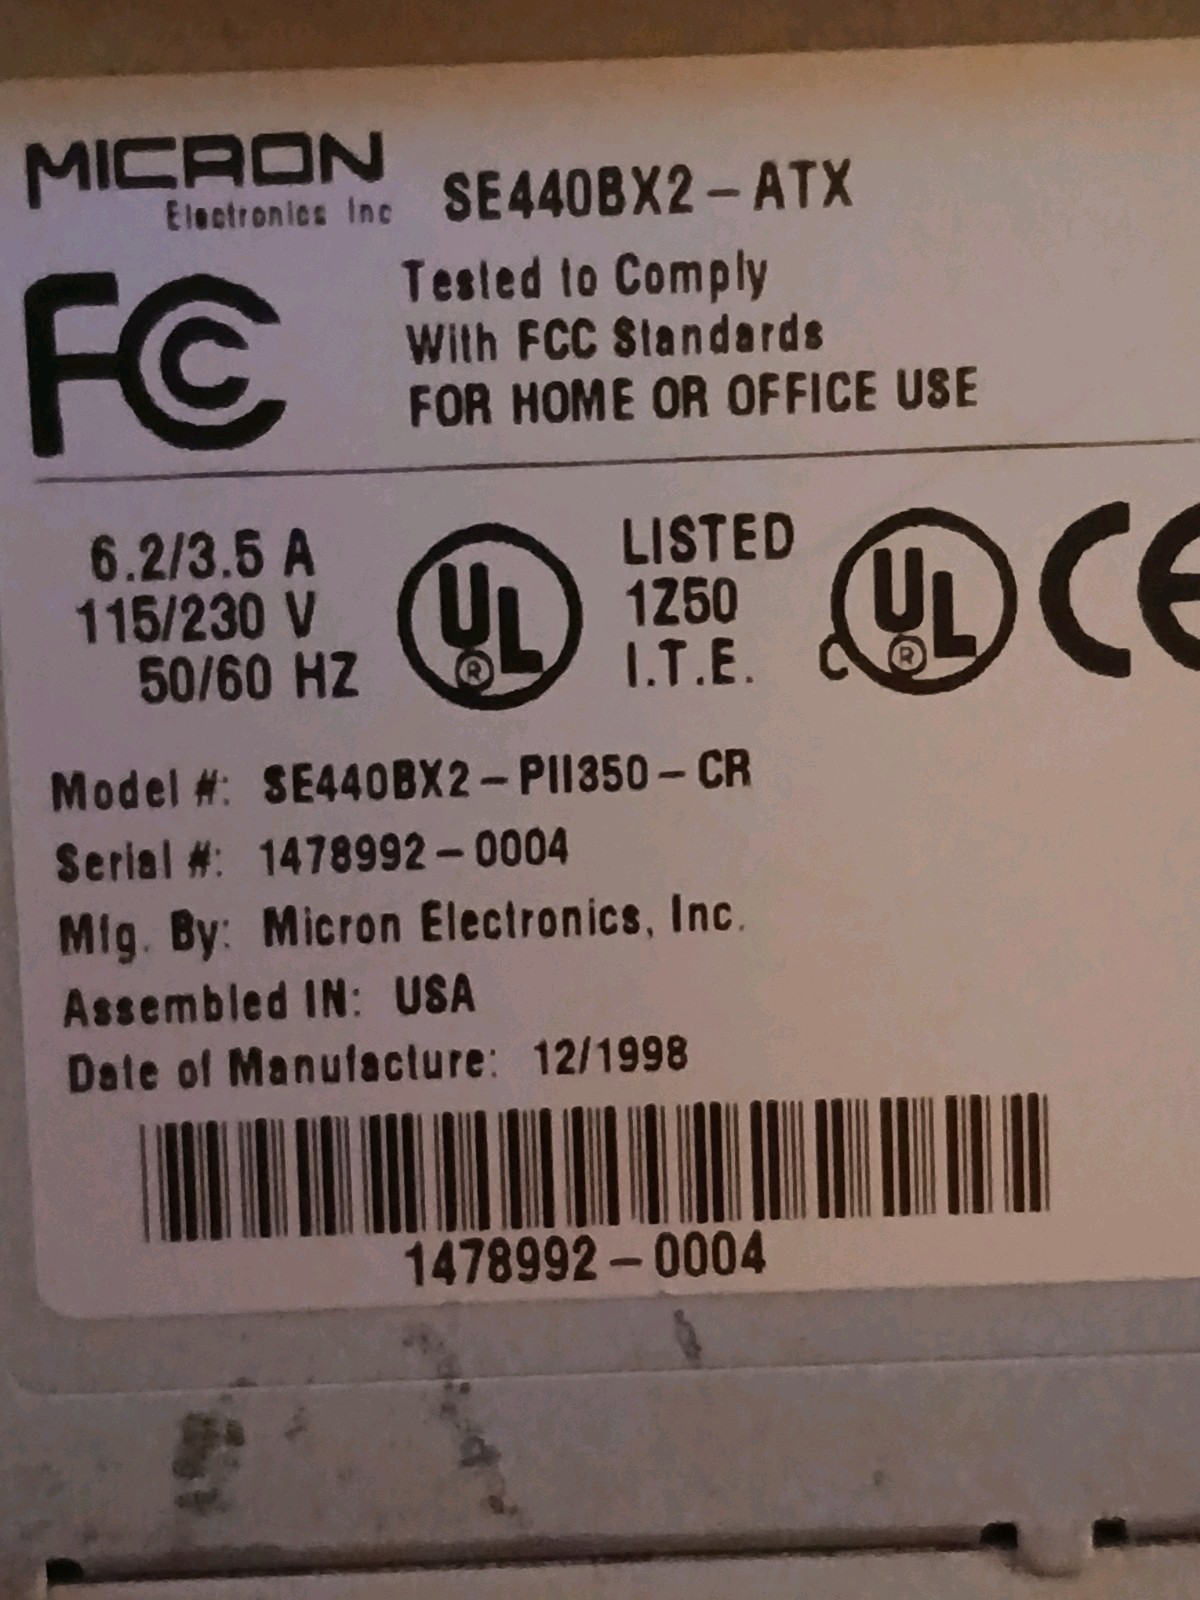 MICRON
Electronics Inc
SE440BX2-ATX
FCC
Tested to Comply
With FCC Standards
FOR HOME OR OFFICE USE
6.2/3.5 A
115/230 V
50/60 HZ
UL ®
LISTED
1Z50
I.T.E.
C UL ®
CE
Model #: SE440BX2-PII350-CR
Serial #: 1478992-0004
Mfg. By: Micron Electronics, Inc.
Assembled IN: USA
Date of Manufacture: 12/1998
1478992-0004